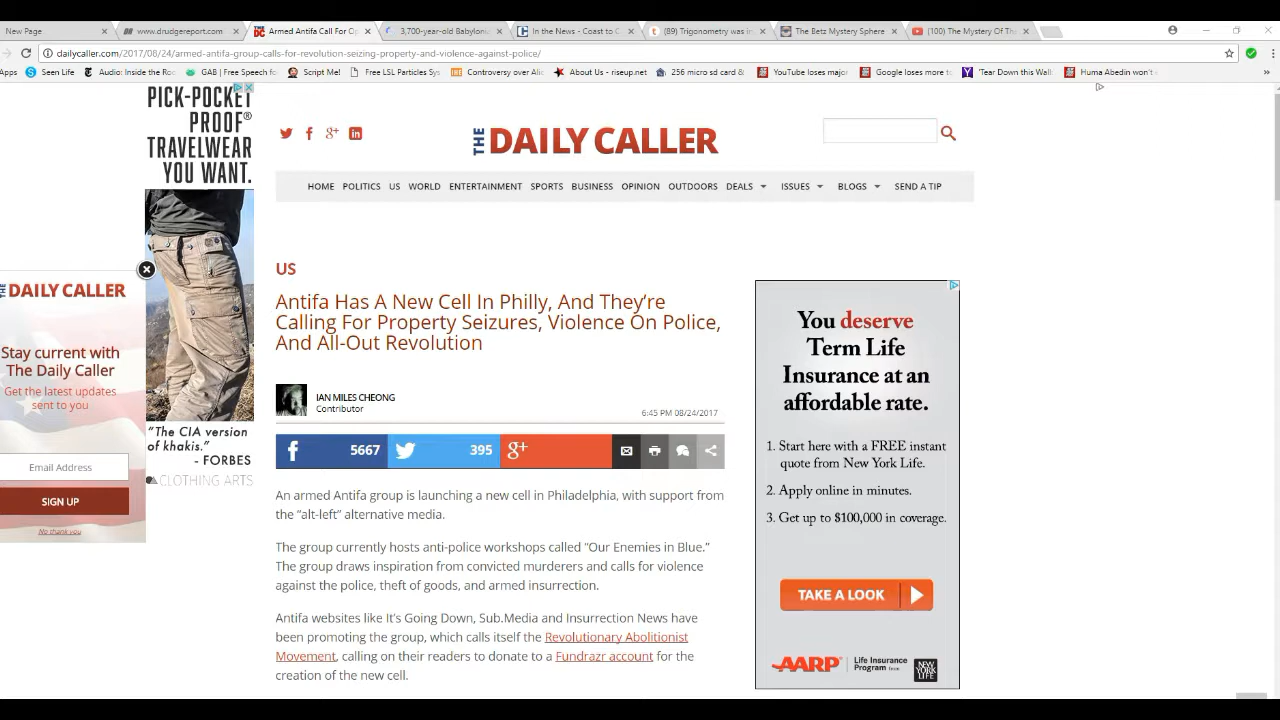 New Page
www.drudgereport.com
Armed Antifa Call For Op
3,700-year-old Babylonia
In the News - Coast to C
(89) Trigonometry was in
The Betz Mystery Sphere
(100) The Mystery Of The
dailycaller.com/2017/08/24/armed-antifa-group-calls-for-revolution-seizing-property-and-violence-against-police/
Apps
Seen Life
Audio: Inside the Roo
GAB | Free Speech fo
Script Mel!
Free LSL Particles Sys
Controversy over Alic
About Us - riseup.net
256 micro sd card &
YouTube loses major
Google loses more to
'Tear Down this Wall
Huma Abedin won't
PICK-POCKET
PROOF®
TRAVELWEAR
YOU WANT.
"The CIA version
of khakis."
- FORBES
CLOTHING ARTS
THE DAILY CALLER
Stay current with
The Daily Caller
Get the latest updates
sent to you
Email Address
SIGN UP
No thank you
THE DAILY CALLER
HOME POLITICS US WORLD ENTERTAINMENT SPORTS BUSINESS OPINION OUTDOORS DEALS ISSUES BLOGS SEND A TIP
US
Antifa Has A New Cell In Philly, And They're
Calling For Property Seizures, Violence On Police,
And All-Out Revolution
IAN MILES CHEONG
Contributor
6:45 PM 08/24/2017
5667
395
An armed Antifa group is launching a new cell in Philadelphia, with support from
the "alt-left" alternative media.
The group currently hosts anti-police workshops called "Our Enemies in Blue."
The group draws inspiration from convicted murderers and calls for violence
against the police, theft of goods, and armed insurrection.
Antifa websites like It's Going Down, Sub.Media and Insurrection News have
been promoting the group, which calls itself the Revolutionary Abolitionist
Movement, calling on their readers to donate to a Fundrazr account for the
creation of the new cell.
You deserve
Term Life
Insurance at an
affordable rate.
1. Start here with a FREE instant
quote from New York Life.
2. Apply online in minutes.
3. Get up to $100,000 in coverage.
TAKE A LOOK
AARP
Life Insurance
Program from
NEW
YORK
LIFE